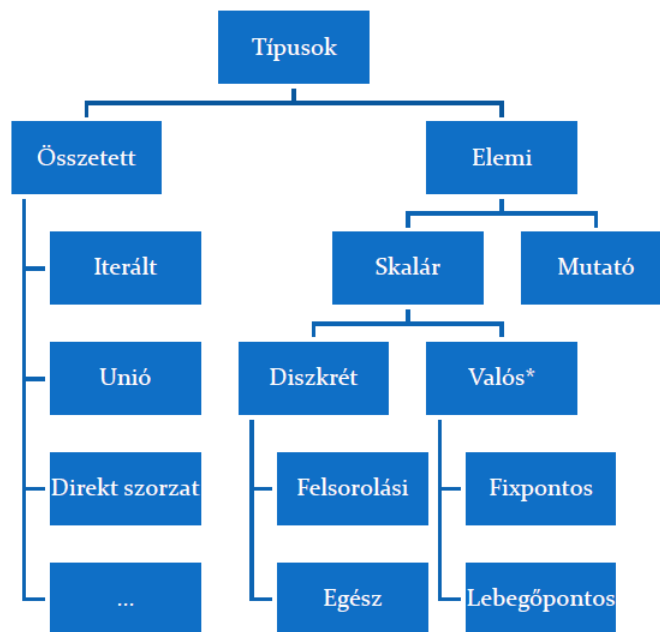 Típusok
Összetett
Elemi
Iterált
Skalár
Mutató
Unió
Diszkrét
Valós*
Direkt szorzat
Felsorolási
Fixpontos
...
Egész
Lebegőpontos